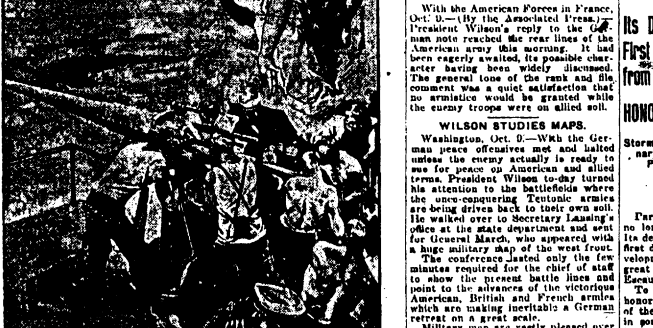 With the American Forces in France,
Oct. 9.—(By the Associated Press.)—
President Wilson's reply to the Ger-
man note reached the rear lines of the
American army this morning. It had
been eagerly awaited, its possible char-
acter having been widely discussed.
The general tone of the rank and file
comment was a quiet satisfaction that
no armistice would be granted while
the enemy troops were on allied soil.
WILSON STUDIES MAPS.
Washington, Oct. 9.—With the Ger-
man peace offensives met and halted
unless the enemy actually is ready to
sue for peace on American and allied
terms, President Wilson to-day turned
his attention to the battlefields where
the once-conquering Teutonic armies
are being driven back to their own soil.
He walked over to Secretary Lansing's
office at the state department and sent
for General March, who appeared with
a huge military map of the west front.
The conference lasted only the few
minutes required for the chief of staff
to show the present battle lines and
point to the advances of the victorious
American, British and French armies
which are making inevitable a German
retreat on a great scale.
Military men are vastly pleased over
Its D
First
from
HONO
Storm
nar
P
Par
no lon
Its de
first d
velopm
great
Escau
To
honor
of the
in pos